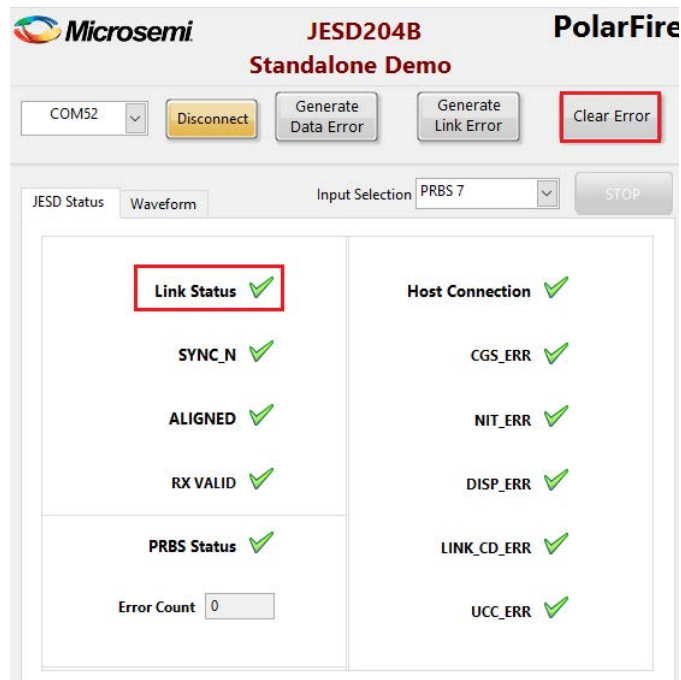 Microsemi
JESD204B
Standalone Demo
PolarFire
COM52
Disconnect
Generate
Data Error
Generate
Link Error
Clear Error
JESD Status
Waveform
Input Selection
PRBS 7
STOP
Link Status
Host Connection
SYNC_N
CGS_ERR
ALIGNED
NIT_ERR
RX VALID
DISP_ERR
PRBS Status
LINK_CD_ERR
Error Count
0
UCC_ERR